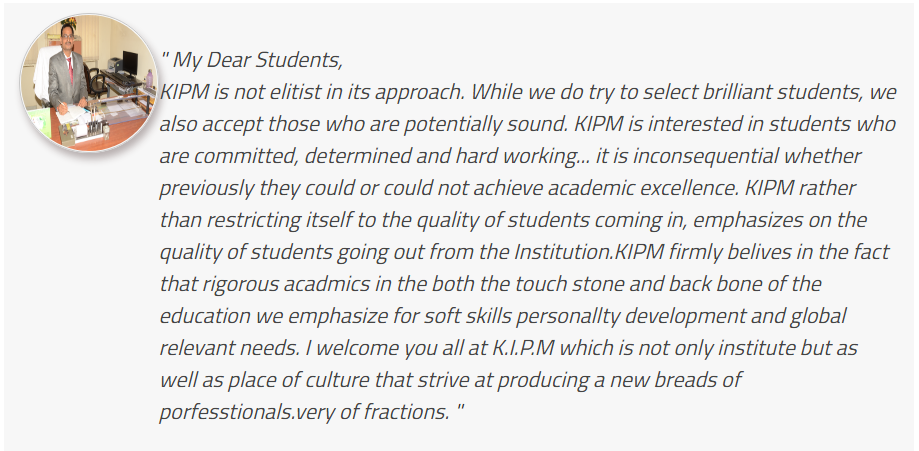 " My Dear Students,
KIPM is not elitist in its approach. While we do try to select brilliant students, we
also accept those who are potentially sound. KIPM is interested in students who
are committed, determined and hard working... it is inconsequential whether
previously they could or could not achieve academic excellence. KIPM rather
than restricting itself to the quality of students coming in, emphasizes on the
quality of students going out from the Institution.KIPM firmly belives in the fact
that rigorous acadmics in the both the touch stone and back bone of the
education we emphasize for soft skills personallty development and global
relevant needs. I welcome you all at K.I.P.M which is not only institute but as
well as place of culture that strive at producing a new breads of
porfesstionals.very of fractions. "